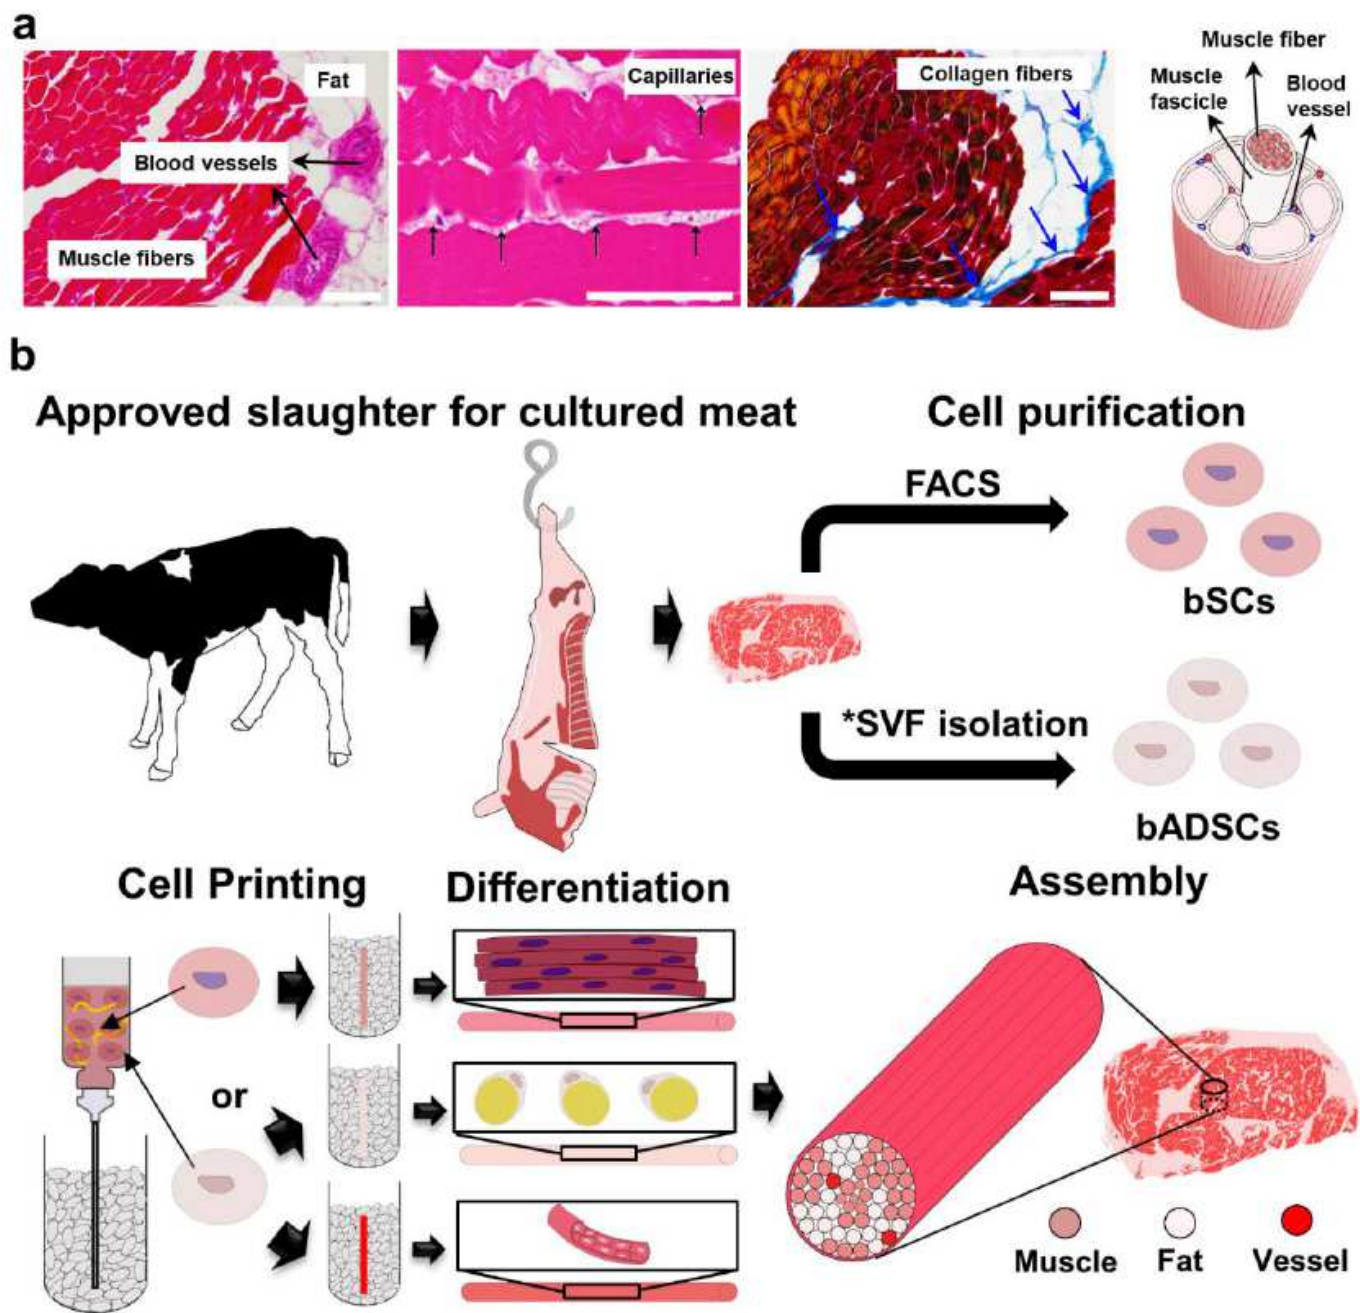 a
Fat
Blood vessels
Muscle fibers
Capillaries
Collagen fibers
Muscle fiber
Muscle
fascicle
Blood
vessel
b
Approved slaughter for cultured meat
Cell purification
FACS
bSCs
*SVF isolation
bADSCs
Cell Printing
Differentiation
Assembly
or
Muscle
Fat
Vessel